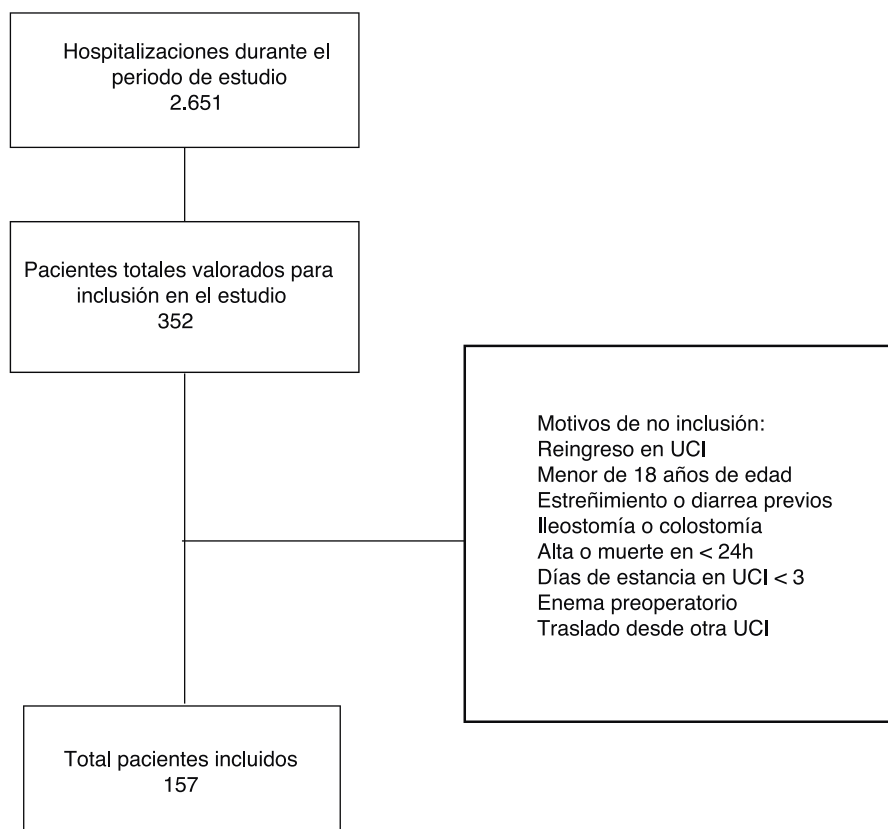 Hospitalizaciones durante el
periodo de estudio
2.651
Pacientes totales valorados para
inclusión en el estudio
352
Motivos de no inclusión:
Reingreso en UCI
Menor de 18 años de edad
Estreñimiento o diarrea previos
Ileostomía o colostomía
Alta o muerte en < 24h
Días de estancia en UCI < 3
Enema preoperatorio
Traslado desde otra UCI
Total pacientes incluidos
157